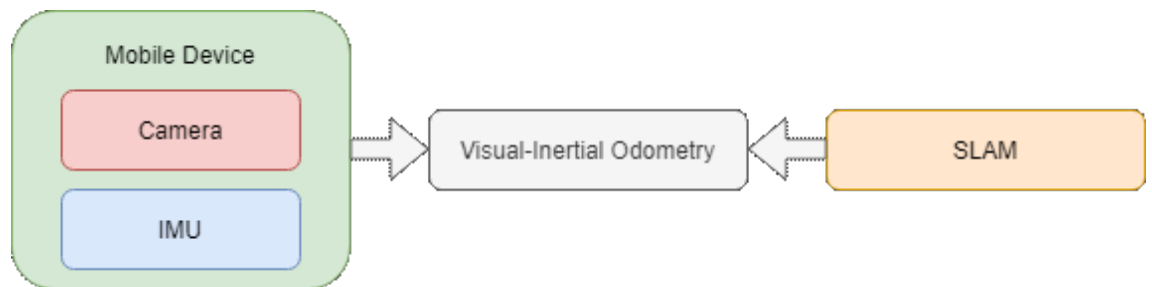 Mobile Device
Camera
IMU
Visual-Inertial Odometry
SLAM